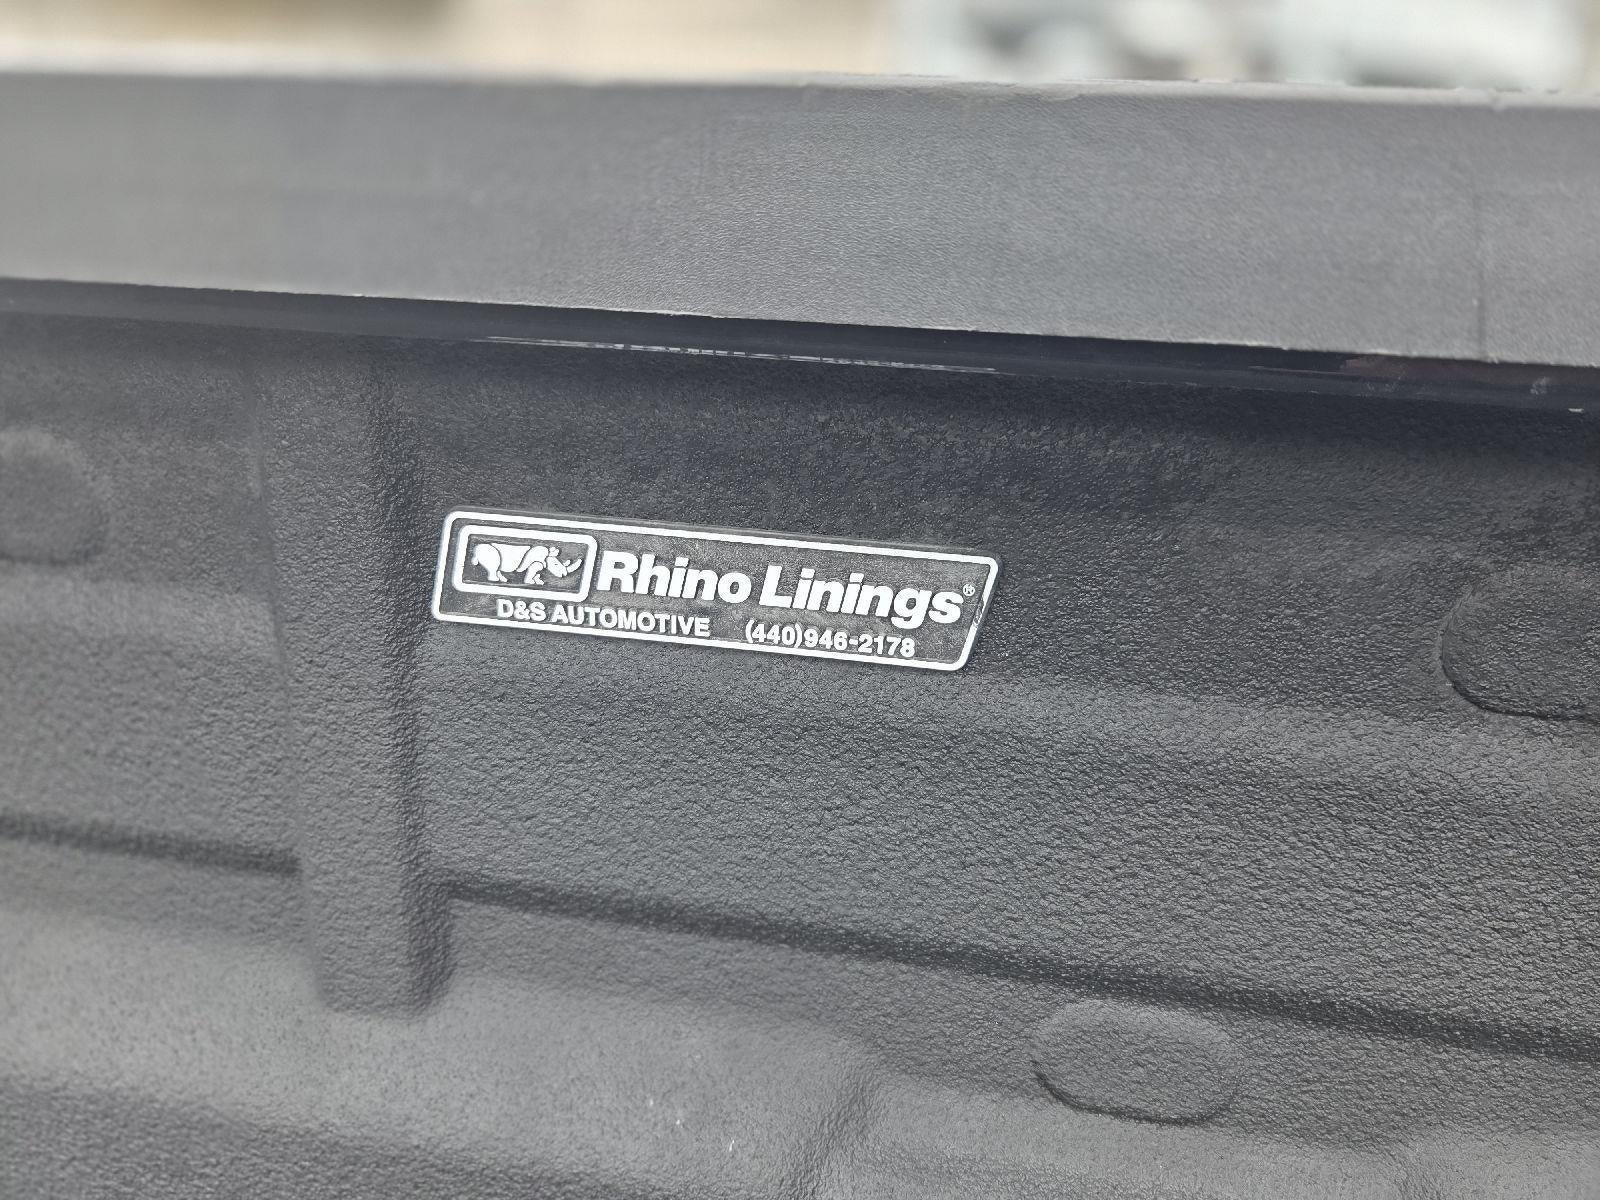 Rhino Linings®
D&S AUTOMOTIVE (440)946-2178